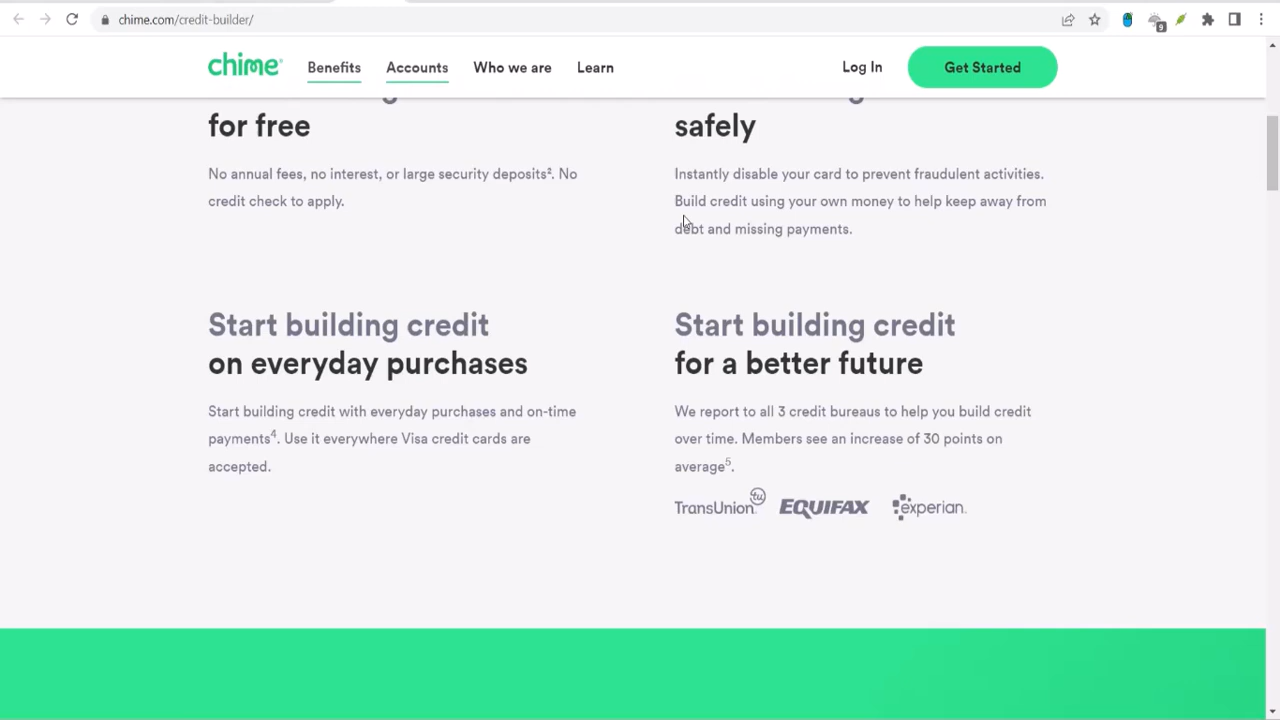 chime.com/credit-builder/
9
chime
Benefits
Accounts
Who we are
Learn
Log In
Get Started
for free
No annual fees, no interest, or large security deposits². No
credit check to apply.
safely
Instantly disable your card to prevent fraudulent activities.
Build credit using your own money to help keep away from
debt and missing payments.
Start building credit
on everyday purchases
Start building credit with everyday purchases and on-time
payments⁴. Use it everywhere Visa credit cards are
accepted.
Start building credit
for a better future
We report to all 3 credit bureaus to help you build credit
over time. Members see an increase of 30 points on
average⁵.
TransUnion tu EQUIFAX experian.